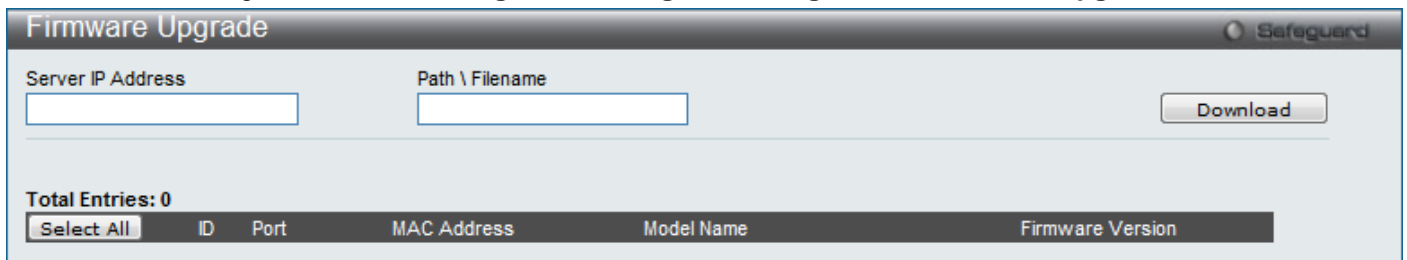 Firmware Upgrade
Safeguard
Server IP Address Path \ Filename
Download
Total Entries: 0
Select All ID Port MAC Address Model Name Firmware Version